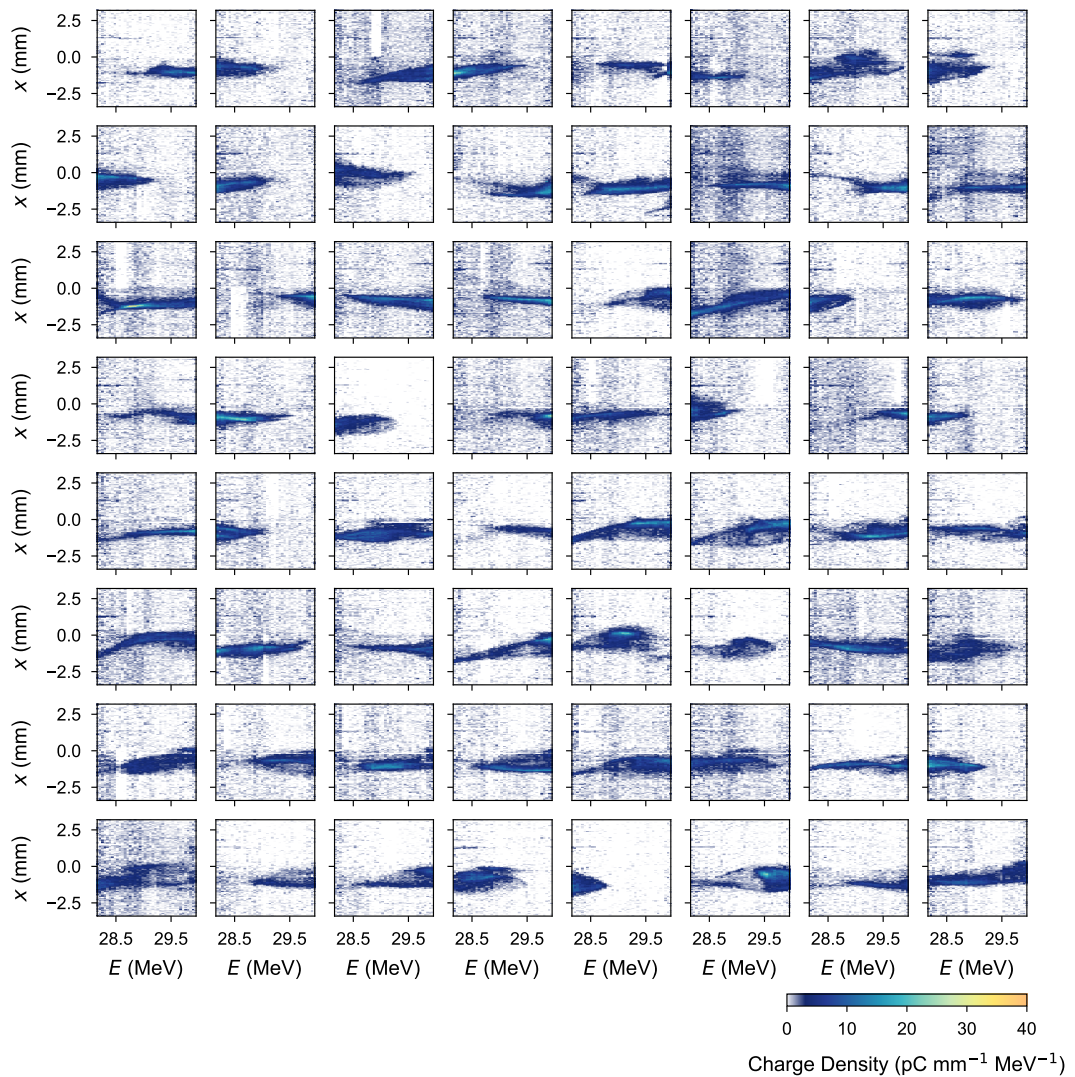 x (mm) 2.5 0.0 −2.5
x (mm) 2.5 0.0 −2.5
x (mm) 2.5 0.0 −2.5
x (mm) 2.5 0.0 −2.5
x (mm) 2.5 0.0 −2.5
x (mm) 2.5 0.0 −2.5
x (mm) 2.5 0.0 −2.5
x (mm) 2.5 0.0 −2.5
28.5 29.5 28.5 29.5 28.5 29.5 28.5 29.5 28.5 29.5 28.5 29.5 28.5 29.5 28.5 29.5
E (MeV) E (MeV) E (MeV) E (MeV) E (MeV) E (MeV) E (MeV) E (MeV)
0 10 20 30 40
Charge Density (pC mm⁻¹ MeV⁻¹)